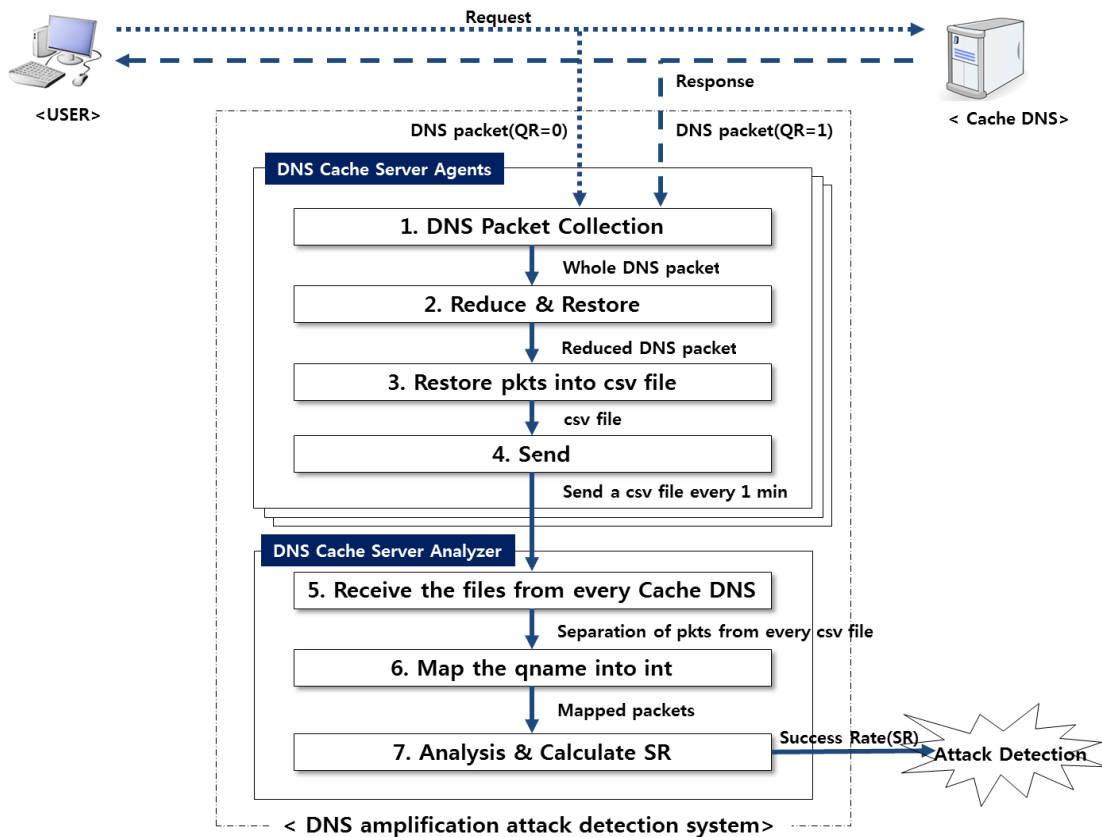 Request
Response
<USER>
< Cache DNS>
DNS packet(QR=0)
DNS packet(QR=1)
DNS Cache Server Agents
1. DNS Packet Collection
Whole DNS packet
2. Reduce & Restore
Reduced DNS packet
3. Restore pkts into csv file
csv file
4. Send
Send a csv file every 1 min
DNS Cache Server Analyzer
5. Receive the files from every Cache DNS
Separation of pkts from every csv file
6. Map the qname into int
Mapped packets
7. Analysis & Calculate SR
Success Rate(SR)
Attack Detection
< DNS amplification attack detection system>